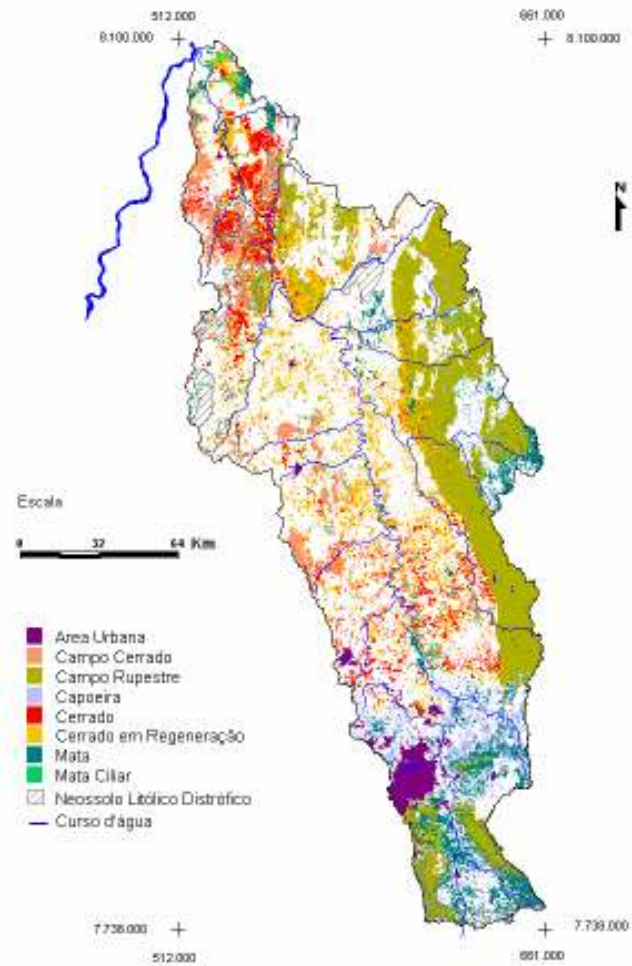 512.000 661.000
8.100.000 8.100.000
N
Escala
0 32 64 Km
Area Urbana
Campo Cerrado
Campo Rupestre
Capoeira
Cerrado
Cerrado em Regeneração
Mata
Mata Ciliar
Neossolo Litólico Distrófico
Curso d'água
7.738.000 7.739.000
512.000 661.000